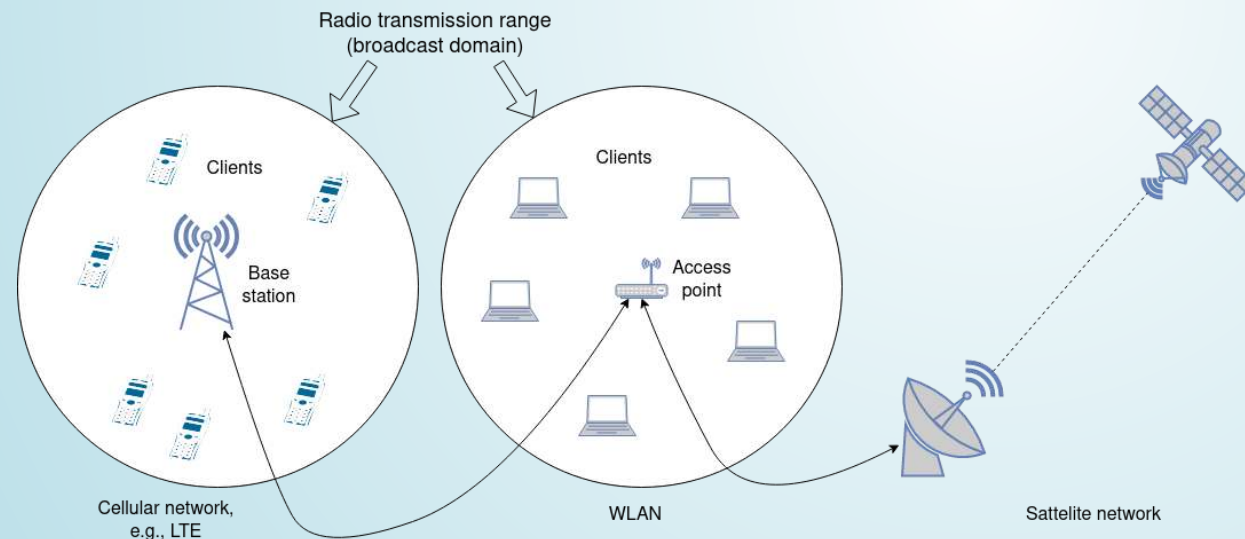 Radio transmission range
(broadcast domain)
Clients
Base
station
Cellular network,
e.g., LTE
Clients
Access
point
WLAN
Sattelite network